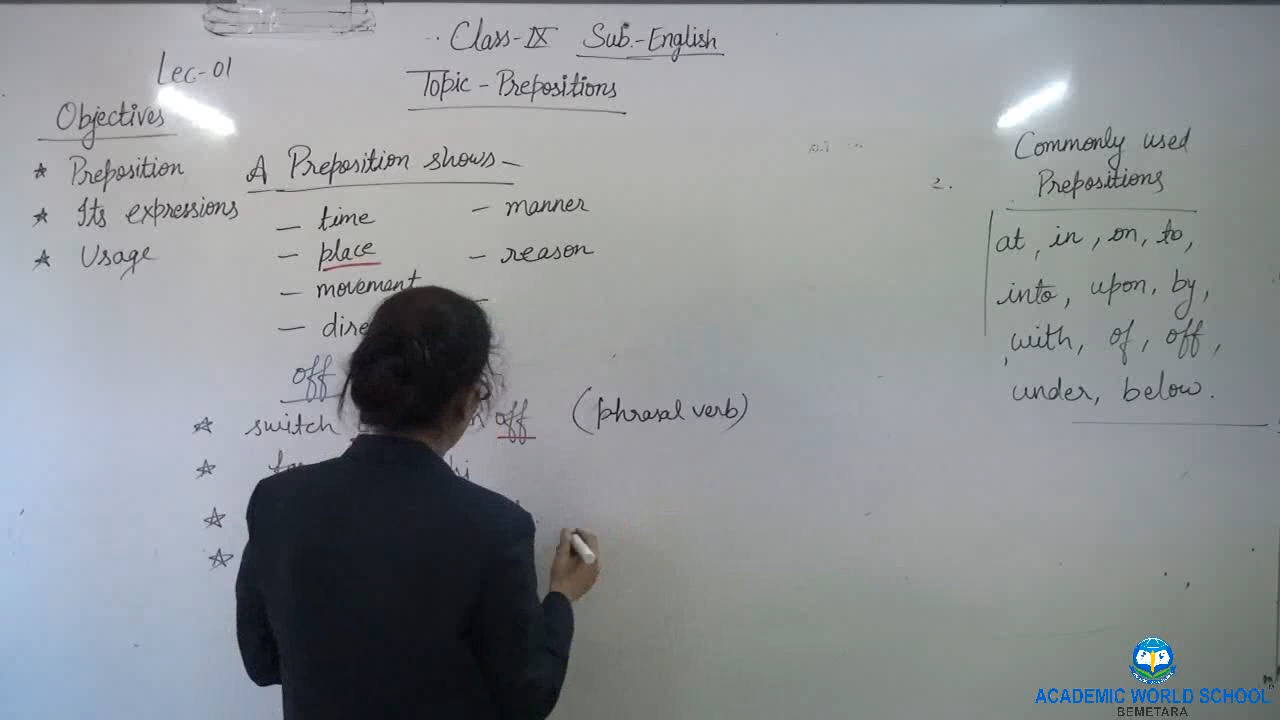 Class-IX Sub.-English
Lec-01
Topic - Prepositions
Objectives
* Preposition
* Its expressions
* Usage
A Preposition shows -
- time
- place
- movement
-
- manner
- reason
-
off
* switch off (phrasal verb)
*
*
*
2.
Commonly used
Prepositions
at, in, on, to,
into, upon, by,
with, of, off,
under, below.
ACADEMIC WORLD SCHOOL
BEMETARA